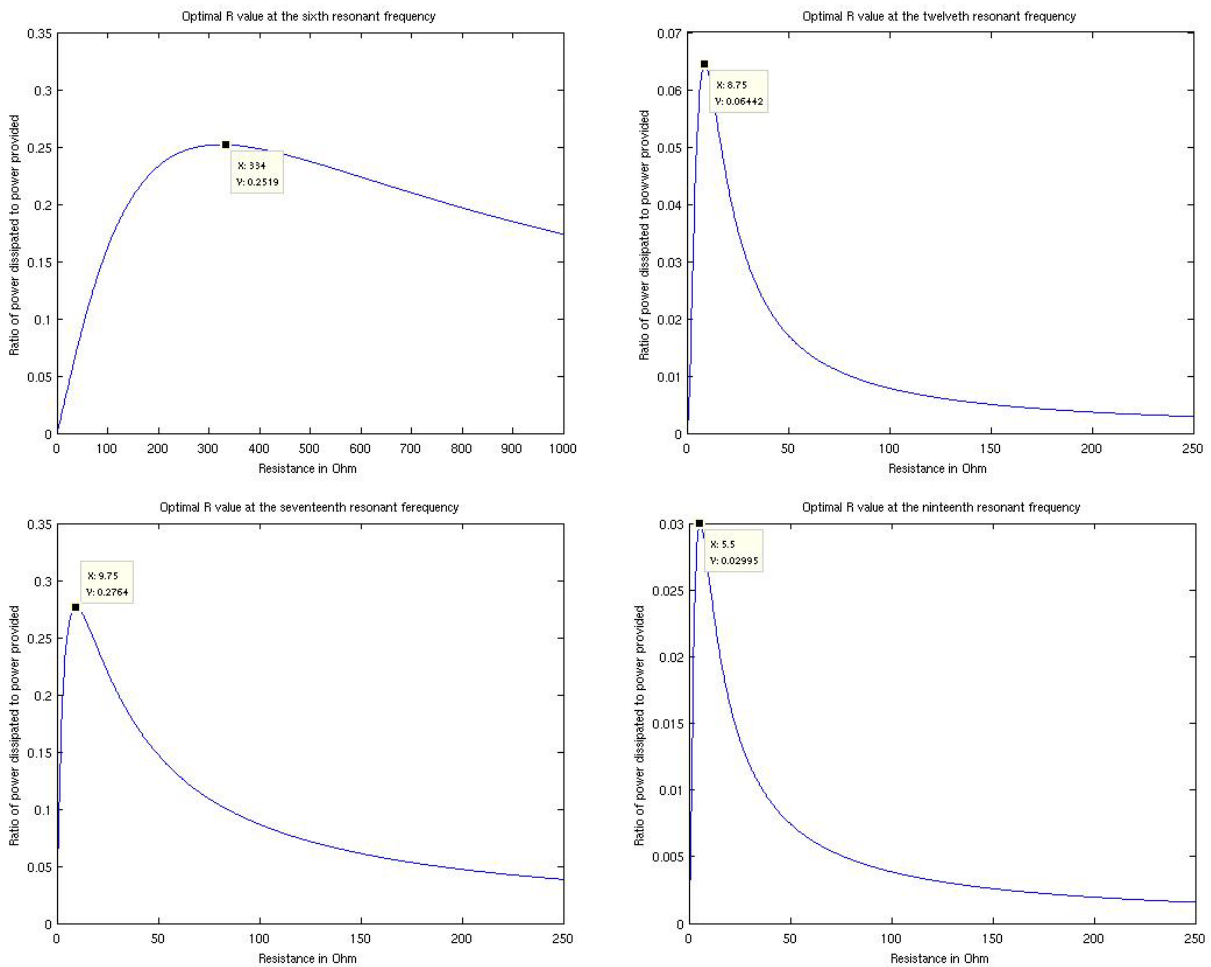 Optimal R value at the sixth resonant frequency
0.35
0.3
0.25
0.2
0.15
0.1
0.05
0
Ratio of power dissipated to power provided
X: 334
Y: 0.2519
0 100 200 300 400 500 600 700 800 900 1000
Resistance in Ohm
Optimal R value at the twelveth resonant frequency
0.07
0.06
0.05
0.04
0.03
0.02
0.01
0
Ratio of power dissipated to powwer provided
X: 8.75
Y: 0.06442
0 50 100 150 200 250
Resistance in Ohm
Optimal R value at the seventeenth resonant ferequency
0.35
0.3
0.25
0.2
0.15
0.1
0.05
0
Ratio of power dissipated to power provided
X: 9.75
Y: 0.2764
0 50 100 150 200 250
Resistance in Ohm
Optimal R value at the ninteenth resonant frequency
0.03
0.025
0.02
0.015
0.01
0.005
0
Ratio of power dissipated to power provided
X: 5.5
Y: 0.02995
0 50 100 150 200 250
Resistance in Ohm